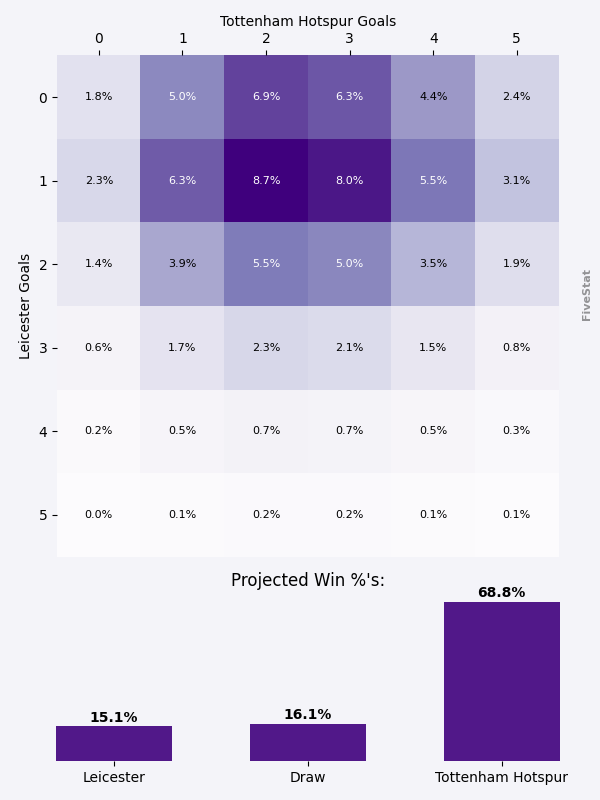 Tottenham Hotspur Goals
0 1 2 3 4 5
0 1.8% 5.0% 6.9% 6.3% 4.4% 2.4%
1 2.3% 6.3% 8.7% 8.0% 5.5% 3.1%
2 1.4% 3.9% 5.5% 5.0% 3.5% 1.9%
3 0.6% 1.7% 2.3% 2.1% 1.5% 0.8%
4 0.2% 0.5% 0.7% 0.7% 0.5% 0.3%
5 0.0% 0.1% 0.2% 0.2% 0.1% 0.1%
Leicester Goals
FiveStat
Projected Win %'s:
15.1% 16.1% 68.8%
Leicester Draw Tottenham Hotspur